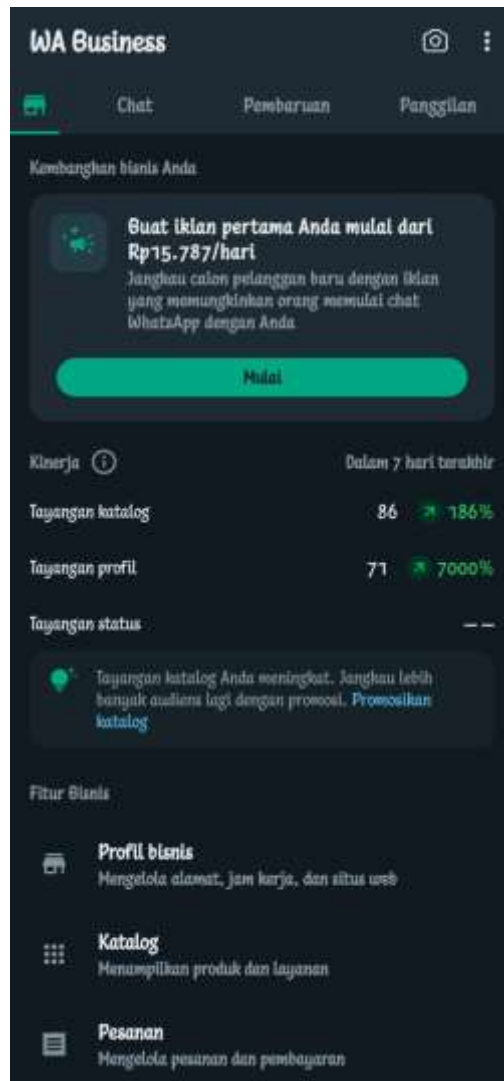 WA Business
Chat Pembaruan Panggilan
Kembangkan bisnis Anda
Buat iklan pertama Anda mulai dari
Rp15.787/hari
Jangkau calon pelanggan baru dengan iklan
yang memungkinkan orang memulai chat
WhatsApp dengan Anda
Mulai
Kinerja Dalam 7 hari terakhir
Tayangan katalog 86 186%
Tayangan profil 71 7000%
Tayangan status --
Tayangan katalog Anda meningkat. Jangkau lebih
banyak audiens lagi dengan promosi. Promosikan
katalog
Fitur Bisnis
Profil bisnis
Mengelola alamat, jam kerja, dan situs web
Katalog
Menampilkan produk dan layanan
Pesanan
Mengelola pesanan dan pembayaran